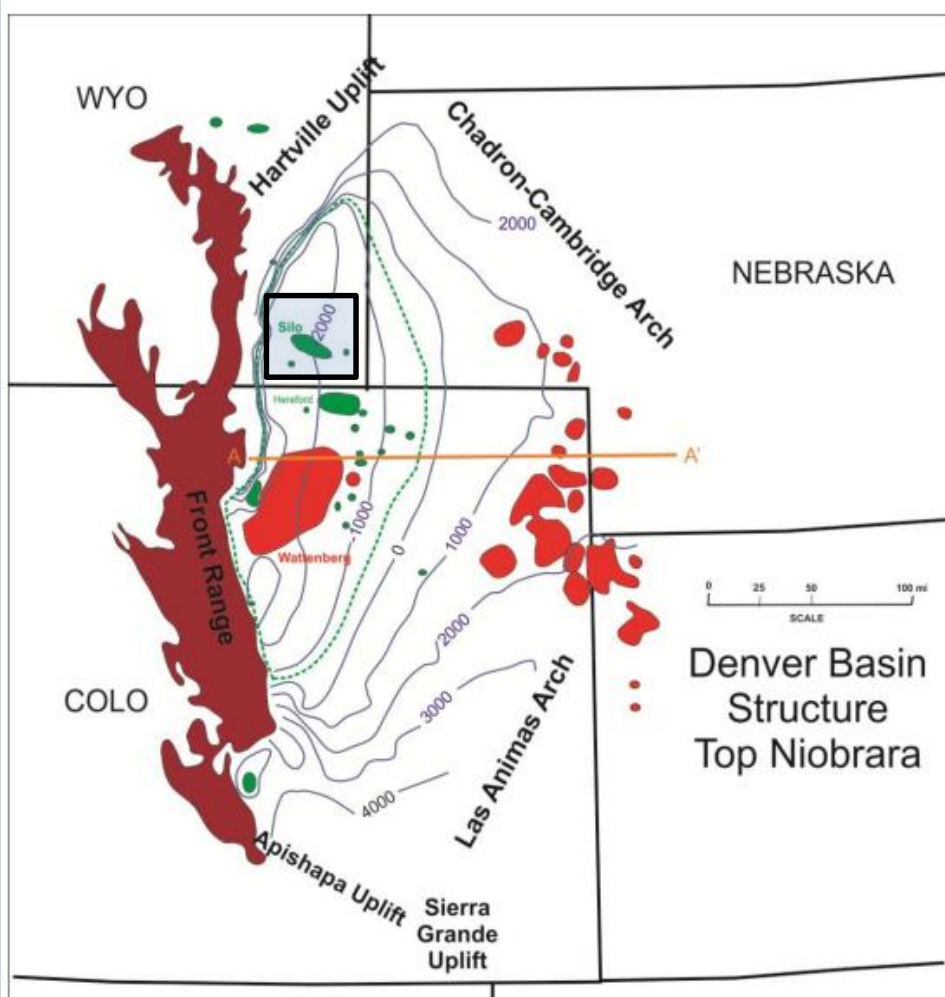 WYO
Hartville Uplift
Chadron-Cambridge Arch
2000
NEBRASKA
Silo
2000
Hereford
A
A'
Front Range
Wattenberg
-1000
0
1000
2000
3000
4000
0 25 50 100 mi
SCALE
COLO
Las Animas Arch
Denver Basin
Structure
Top Niobrara
Apishapa Uplift
Sierra
Grande
Uplift